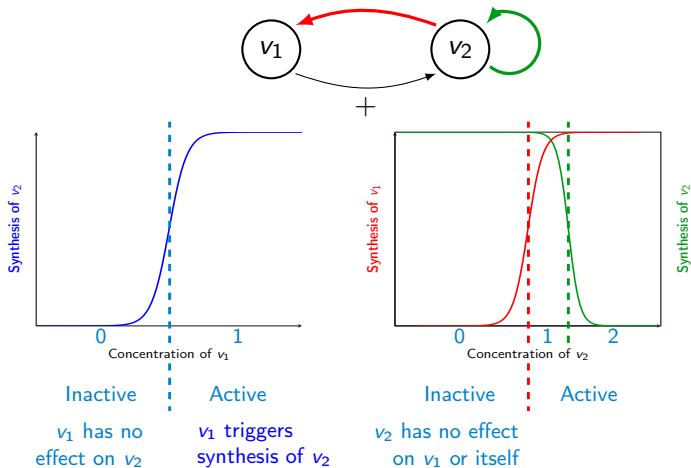 v1 v2
+
Synthesis of v2
0 1
Concentration of v1
Synthesis of v1
Synthesis of v2
0 1 2
Concentration of v2
Inactive Active
v1 has no
effect on v2
v1 triggers
synthesis of v2
Inactive Active
v2 has no effect
on v1 or itself